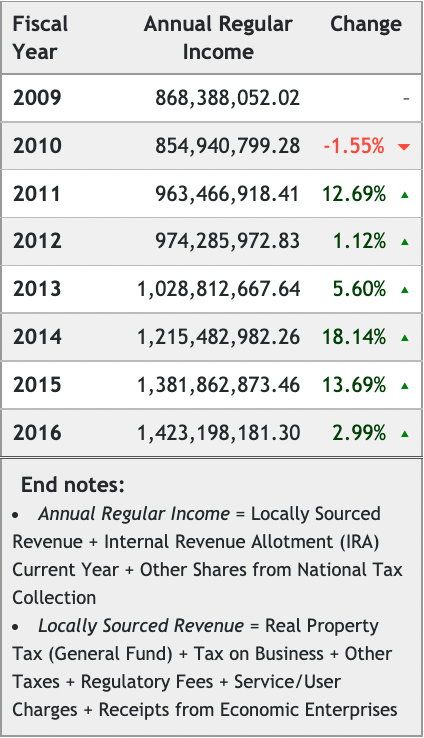 Fiscal Year Annual Regular Income Change
2009 868,388,052.02 -
2010 854,940,799.28 -1.55% ▼
2011 963,466,918.41 12.69% ▲
2012 974,285,972.83 1.12% ▲
2013 1,028,812,667.64 5.60% ▲
2014 1,215,482,982.26 18.14% ▲
2015 1,381,862,873.46 13.69% ▲
2016 1,423,198,181.30 2.99% ▲
End notes:
• Annual Regular Income = Locally Sourced
Revenue + Internal Revenue Allotment (IRA)
Current Year + Other Shares from National Tax
Collection
• Locally Sourced Revenue = Real Property
Tax (General Fund) + Tax on Business + Other
Taxes + Regulatory Fees + Service/User
Charges + Receipts from Economic Enterprises